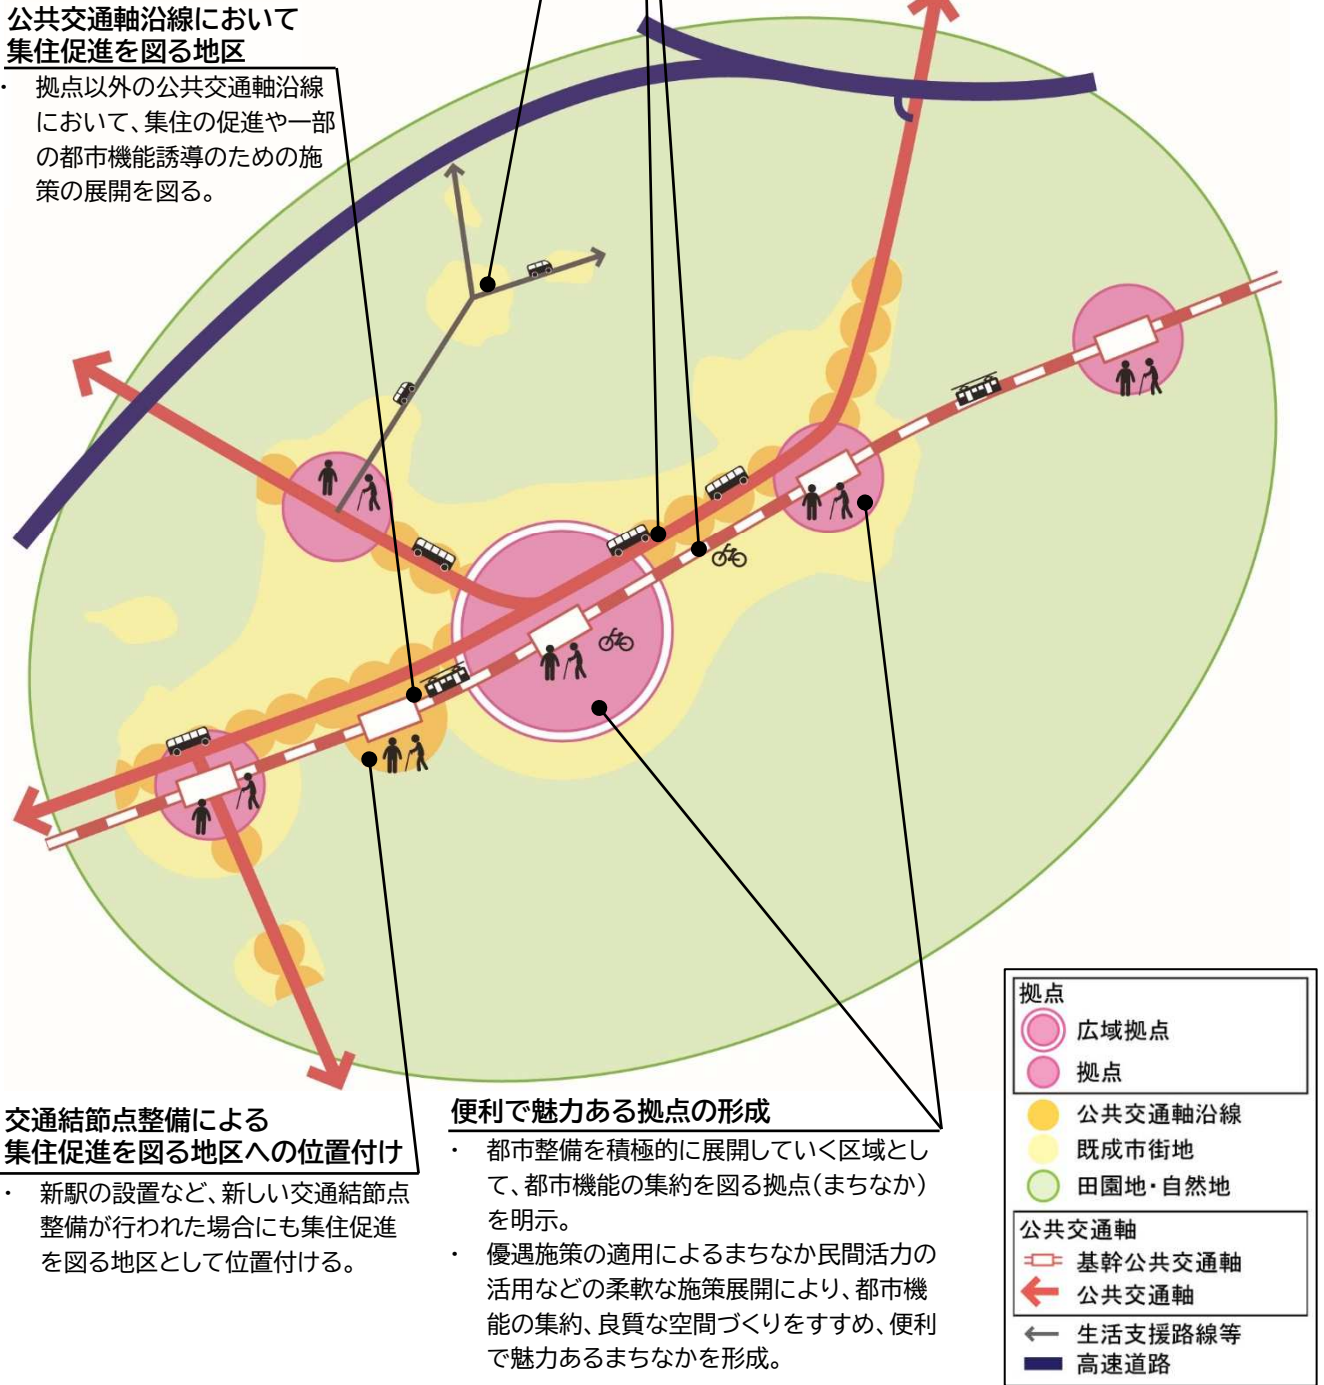 公共交通軸沿線において
集住促進を図る地区
・ 拠点以外の公共交通軸沿線
において、集住の促進や一部
の都市機能誘導のための施
策の展開を図る。
交通結節点整備による
集住促進を図る地区への位置付け
・ 新駅の設置など、新しい交通結節点
整備が行われた場合にも集住促進
を図る地区として位置付ける。
便利で魅力ある拠点の形成
・ 都市整備を積極的に展開していく区域とし
て、都市機能の集約を図る拠点(まちなか)
を明示。
・ 優遇施策の適用によるまちなか民間活力の
活用などの柔軟な施策展開により、都市機
能の集約、良質な空間づくりをすすめ、便利
で魅力あるまちなかを形成。
拠点
広域拠点
拠点
公共交通軸沿線
既成市街地
田園地・自然地
公共交通軸
基幹公共交通軸
公共交通軸
生活支援路線等
高速道路